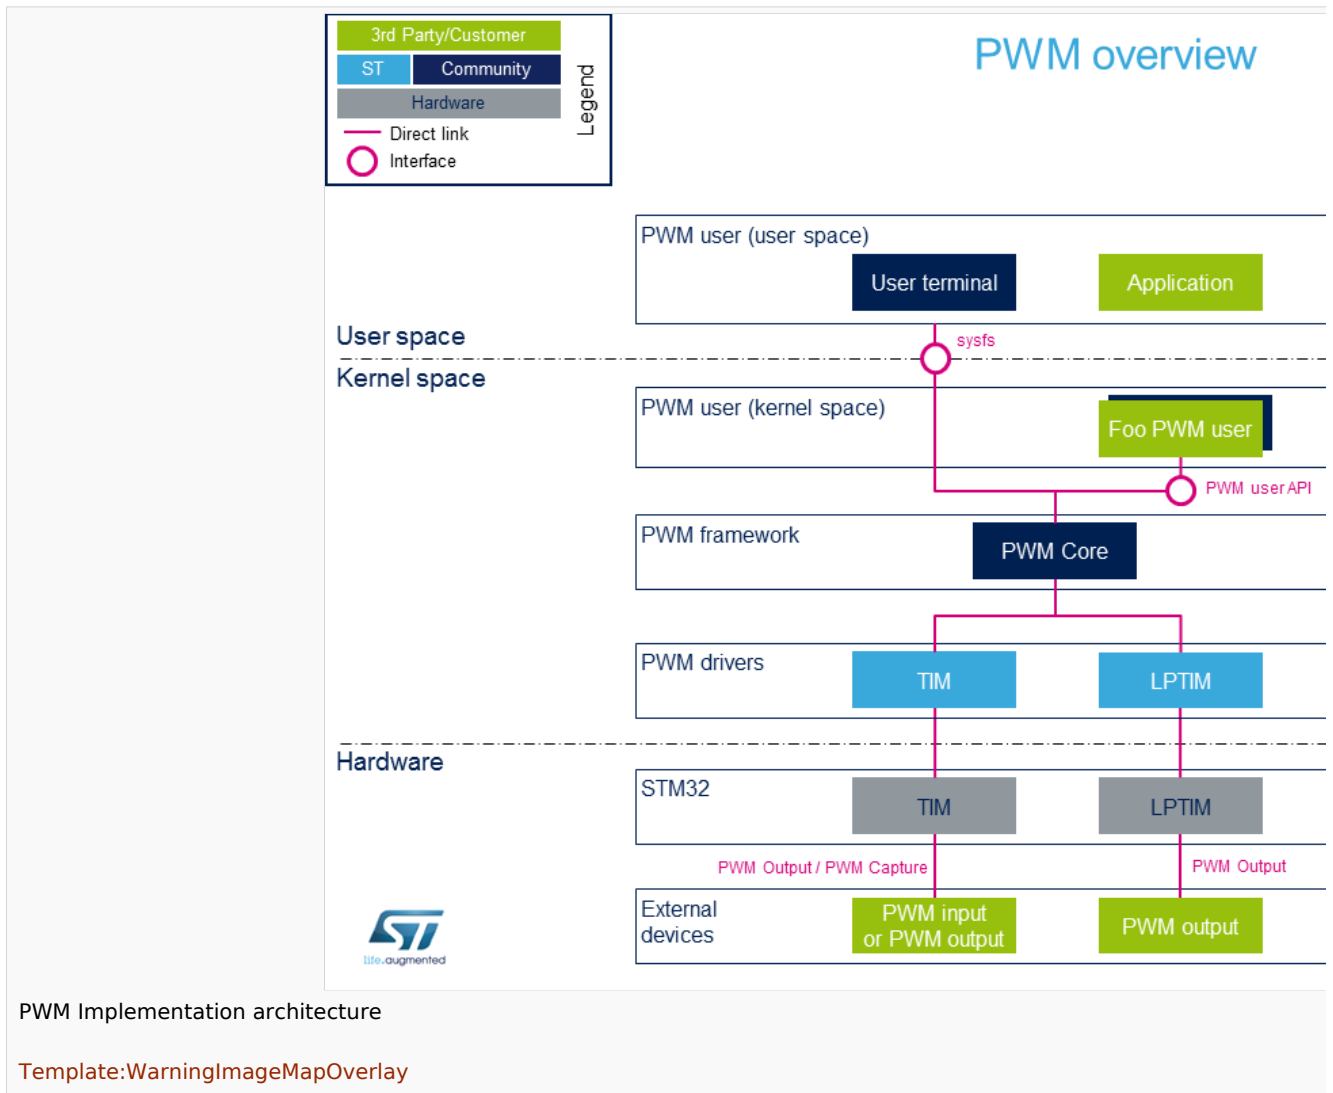 3rd Party/Customer
ST
Community
Hardware
Direct link
Interface
Legend
PWM overview
PWM user (user space)
User terminal
Application
User space
sysfs
Kernel space
PWM user (kernel space)
Foo PWM user
PWM user API
PWM framework
PWM Core
PWM drivers
TIM
LPTIM
Hardware
STM32
TIM
LPTIM
PWM Output / PWM Capture
PWM Output
External
devices
PWM input
or PWM output
PWM output
ST
life.augmented
PWM Implementation architecture
Template:WarningImageMapOverlay